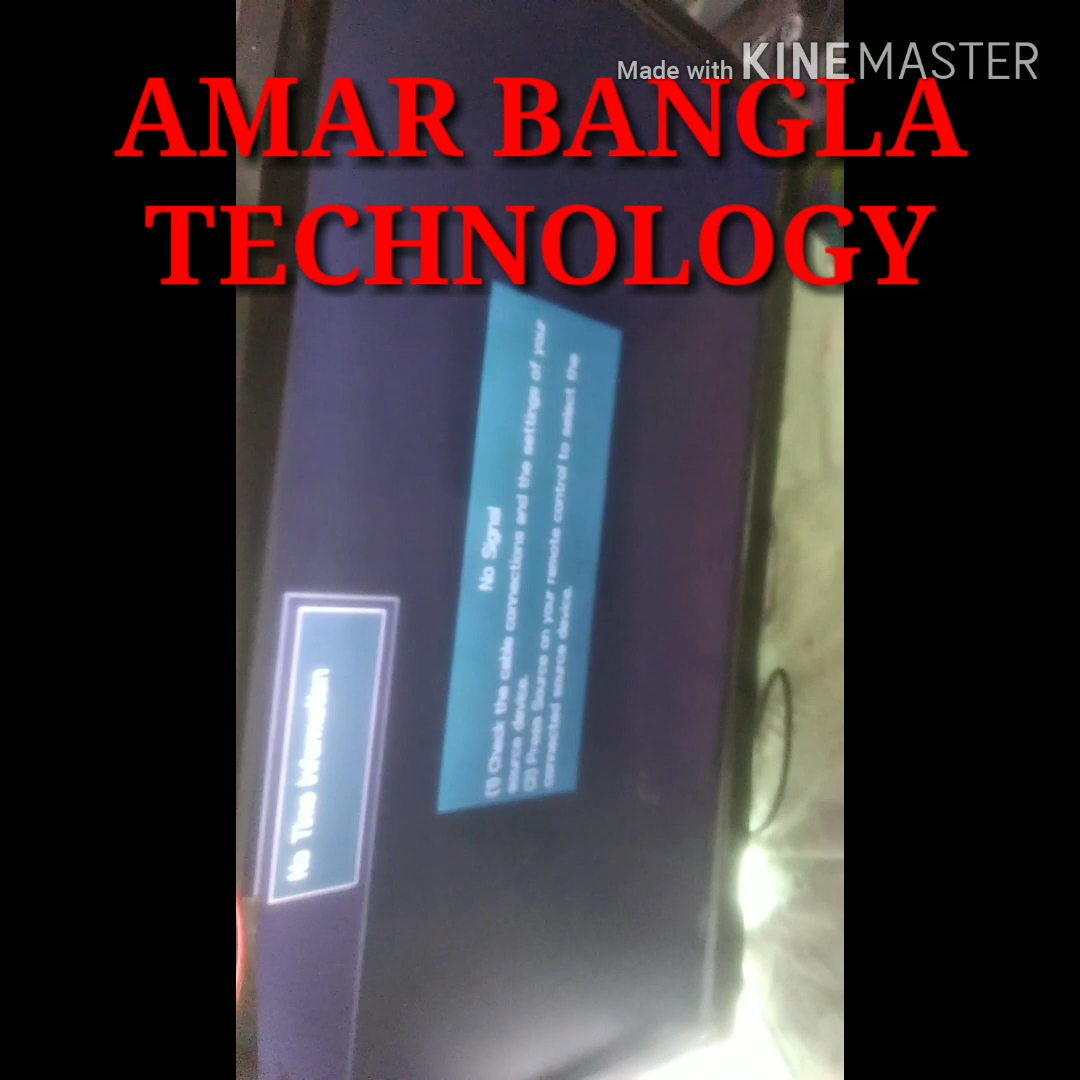 Made with KINEMASTER
AMAR BANGLA
TECHNOLOGY
No Time Information
No Signal
(1) Check the cable connections and the settings of your
source device.
(2) Press Source on your remote control to select the
connected source device.